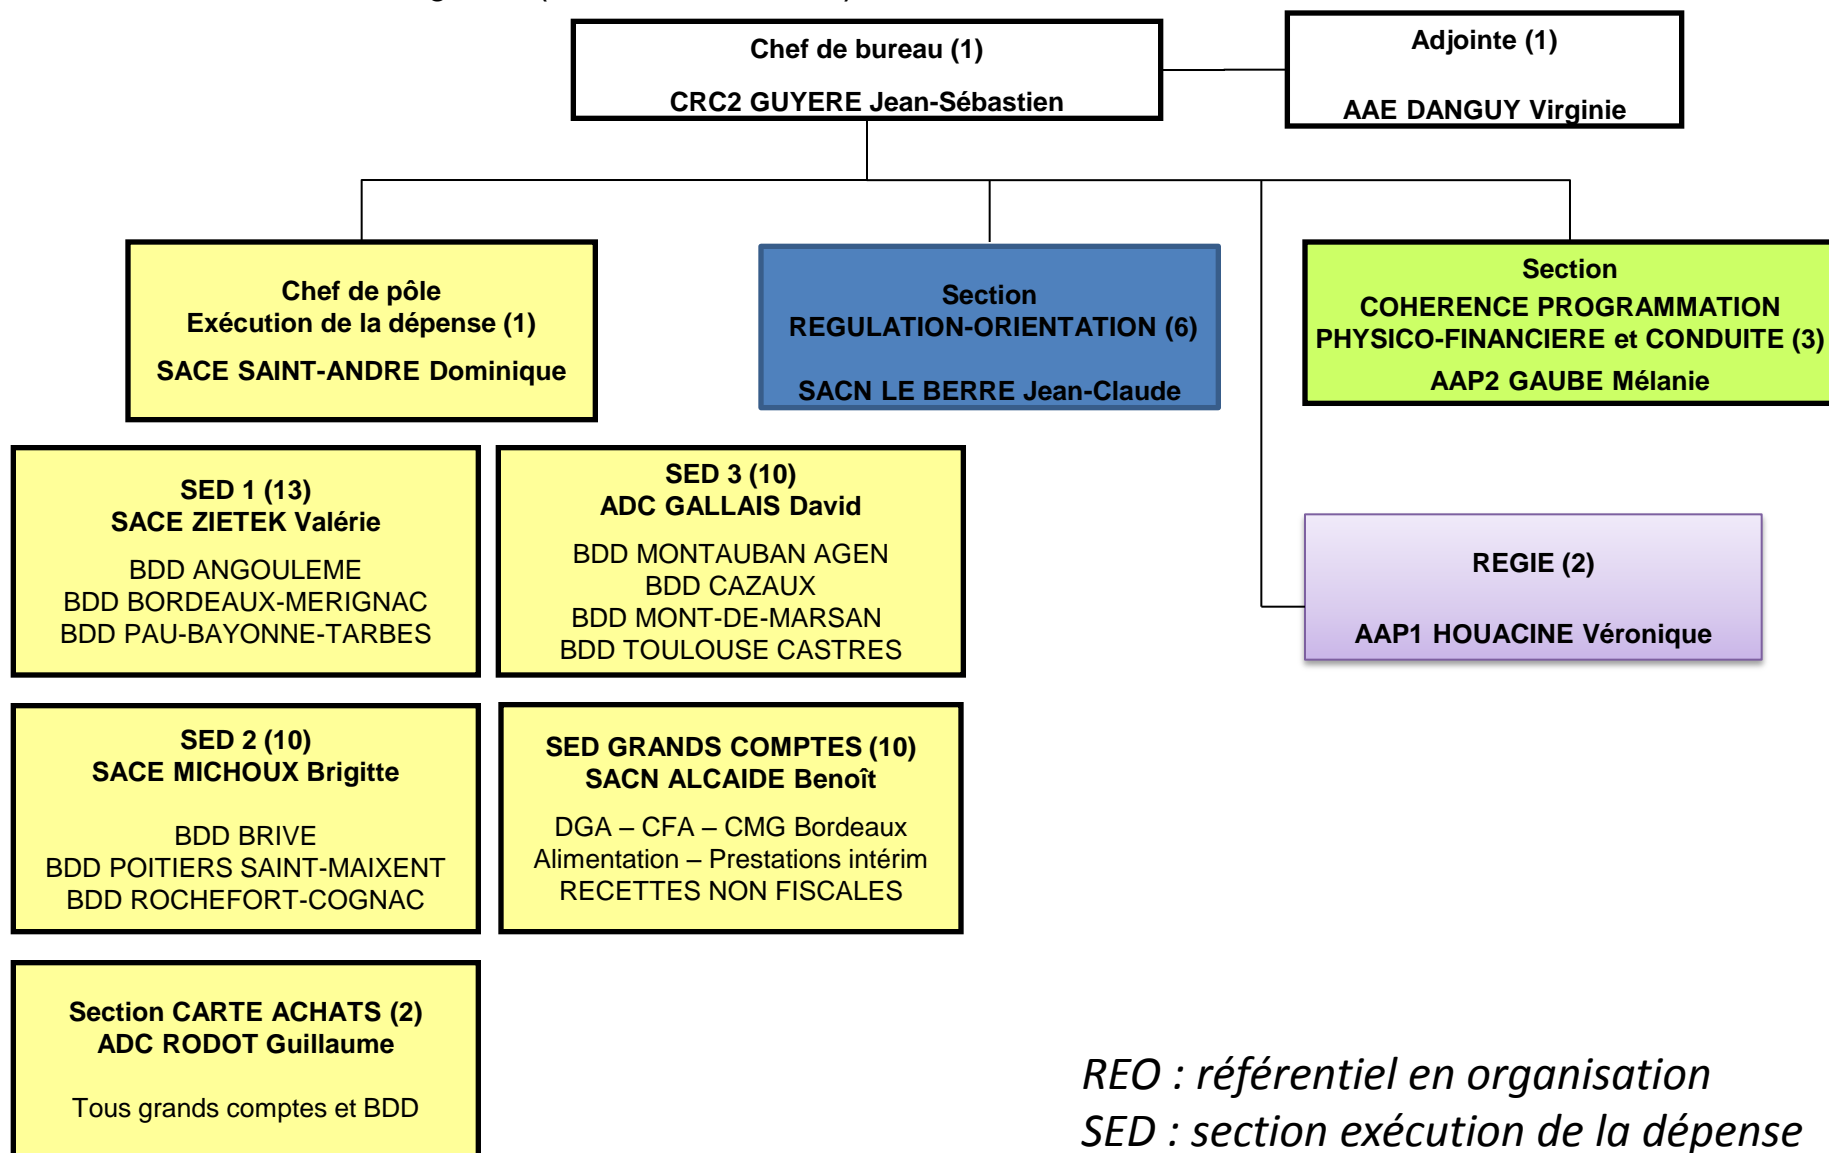 Chef de bureau (1)
CRC2 GUYERE Jean-Sébastien
Adjointe (1)
AAE DANGUY Virginie
Chef de pôle
Exécution de la dépense (1)
SACE SAINT-ANDRE Dominique
Section
REGULATION-ORIENTATION (6)
SACN LE BERRE Jean-Claude
Section
COHERENCE PROGRAMMATION
PHYSICO-FINANCIERE et CONDUITE (3)
AAP2 GAUBE Mélanie
SED 1 (13)
SACE ZIETEK Valérie
BDD ANGOULEME
BDD BORDEAUX-MERIGNAC
BDD PAU-BAYONNE-TARBES
SED 3 (10)
ADC GALLAIS David
BDD MONTAUBAN AGEN
BDD CAZAUX
BDD MONT-DE-MARSAN
BDD TOULOUSE CASTRES
REGIE (2)
AAP1 HOUACINE Véronique
SED 2 (10)
SACE MICHOUX Brigitte
BDD BRIVE
BDD POITIERS SAINT-MAIXENT
BDD ROCHEFORT-COGNAC
SED GRANDS COMPTES (10)
SACN ALCAIDE Benoît
DGA – CFA – CMG Bordeaux
Alimentation – Prestations intérim
RECETTES NON FISCALES
Section CARTE ACHATS (2)
ADC RODOT Guillaume
Tous grands comptes et BDD
REO : référentiel en organisation
SED : section exécution de la dépense